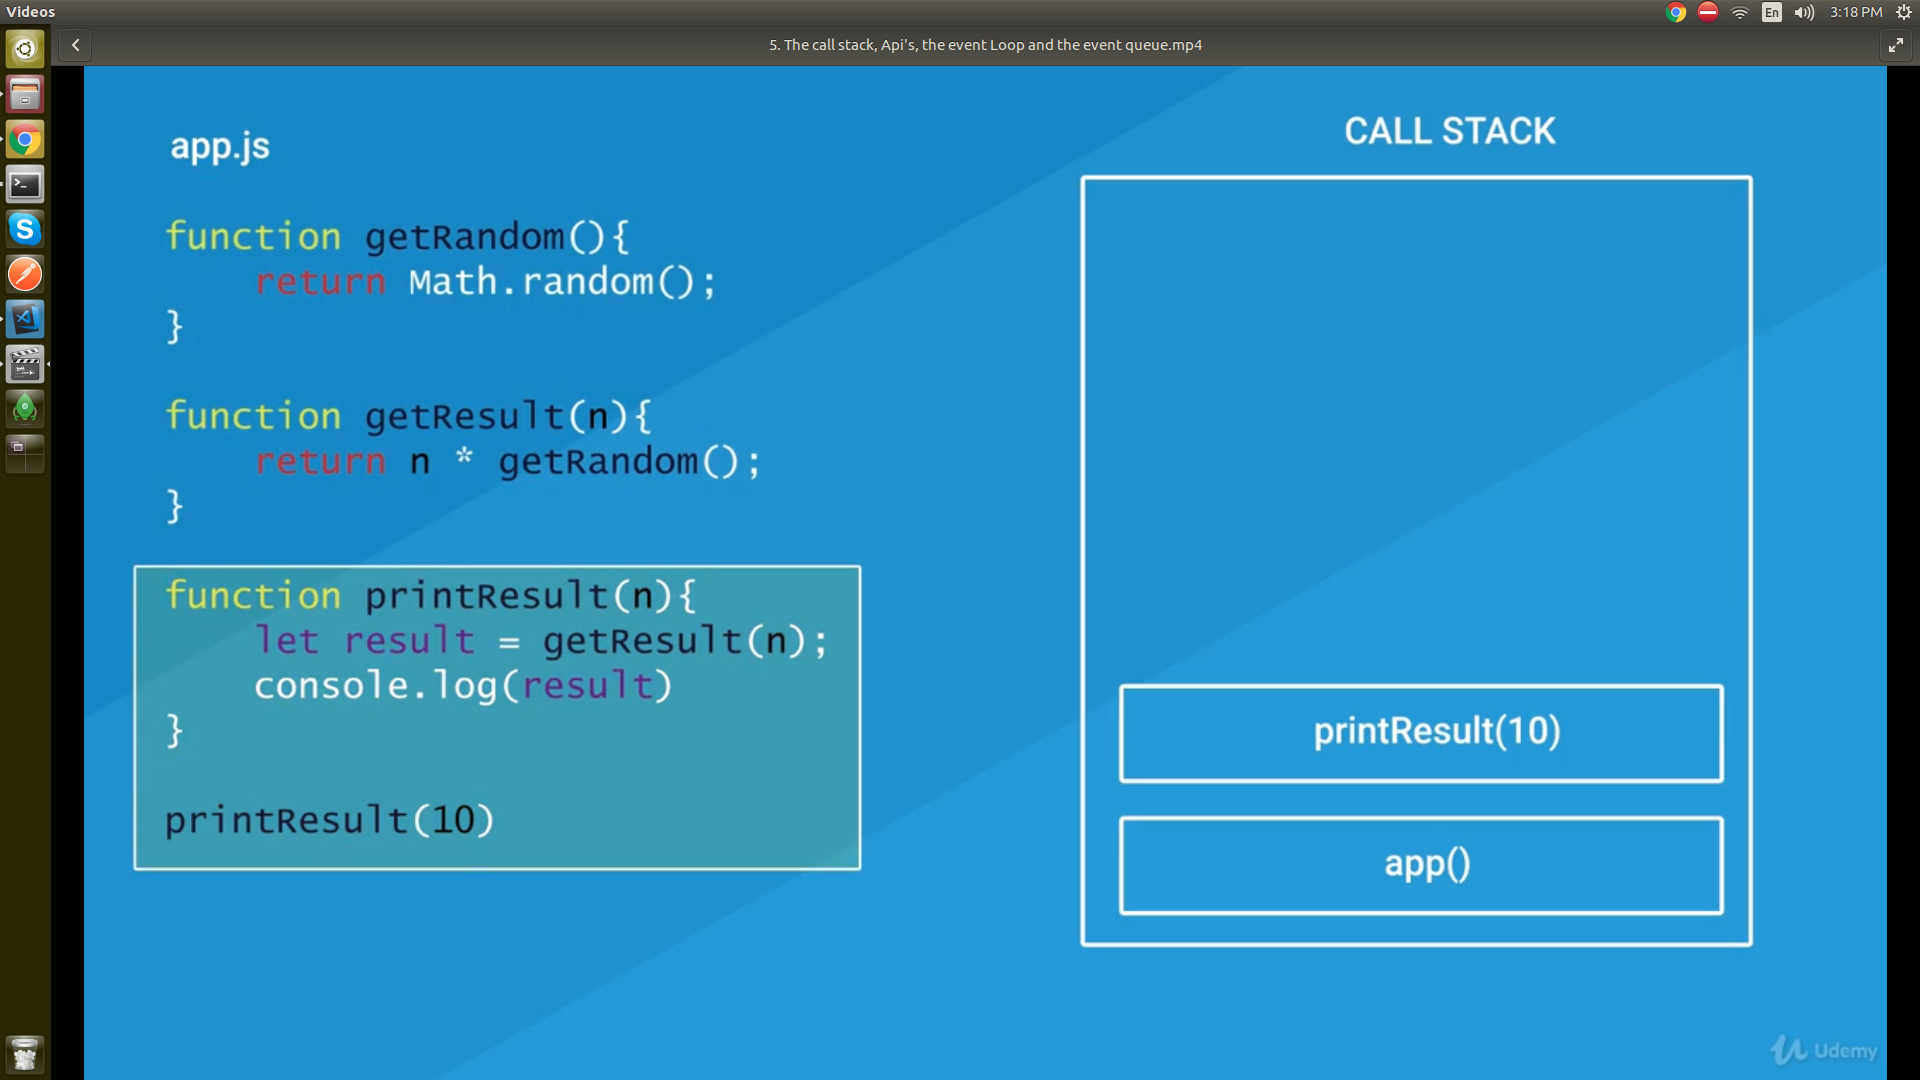 Videos
En
3:18 PM
5. The call stack, Api's, the event Loop and the event queue.mp4
app.js
function getRandom(){
return Math.random();
}
function getResult(n){
return n * getRandom();
}
function printResult(n){
let result = getResult(n);
console.log(result)
}
printResult(10)
CALL STACK
printResult(10)
app()
Udemy